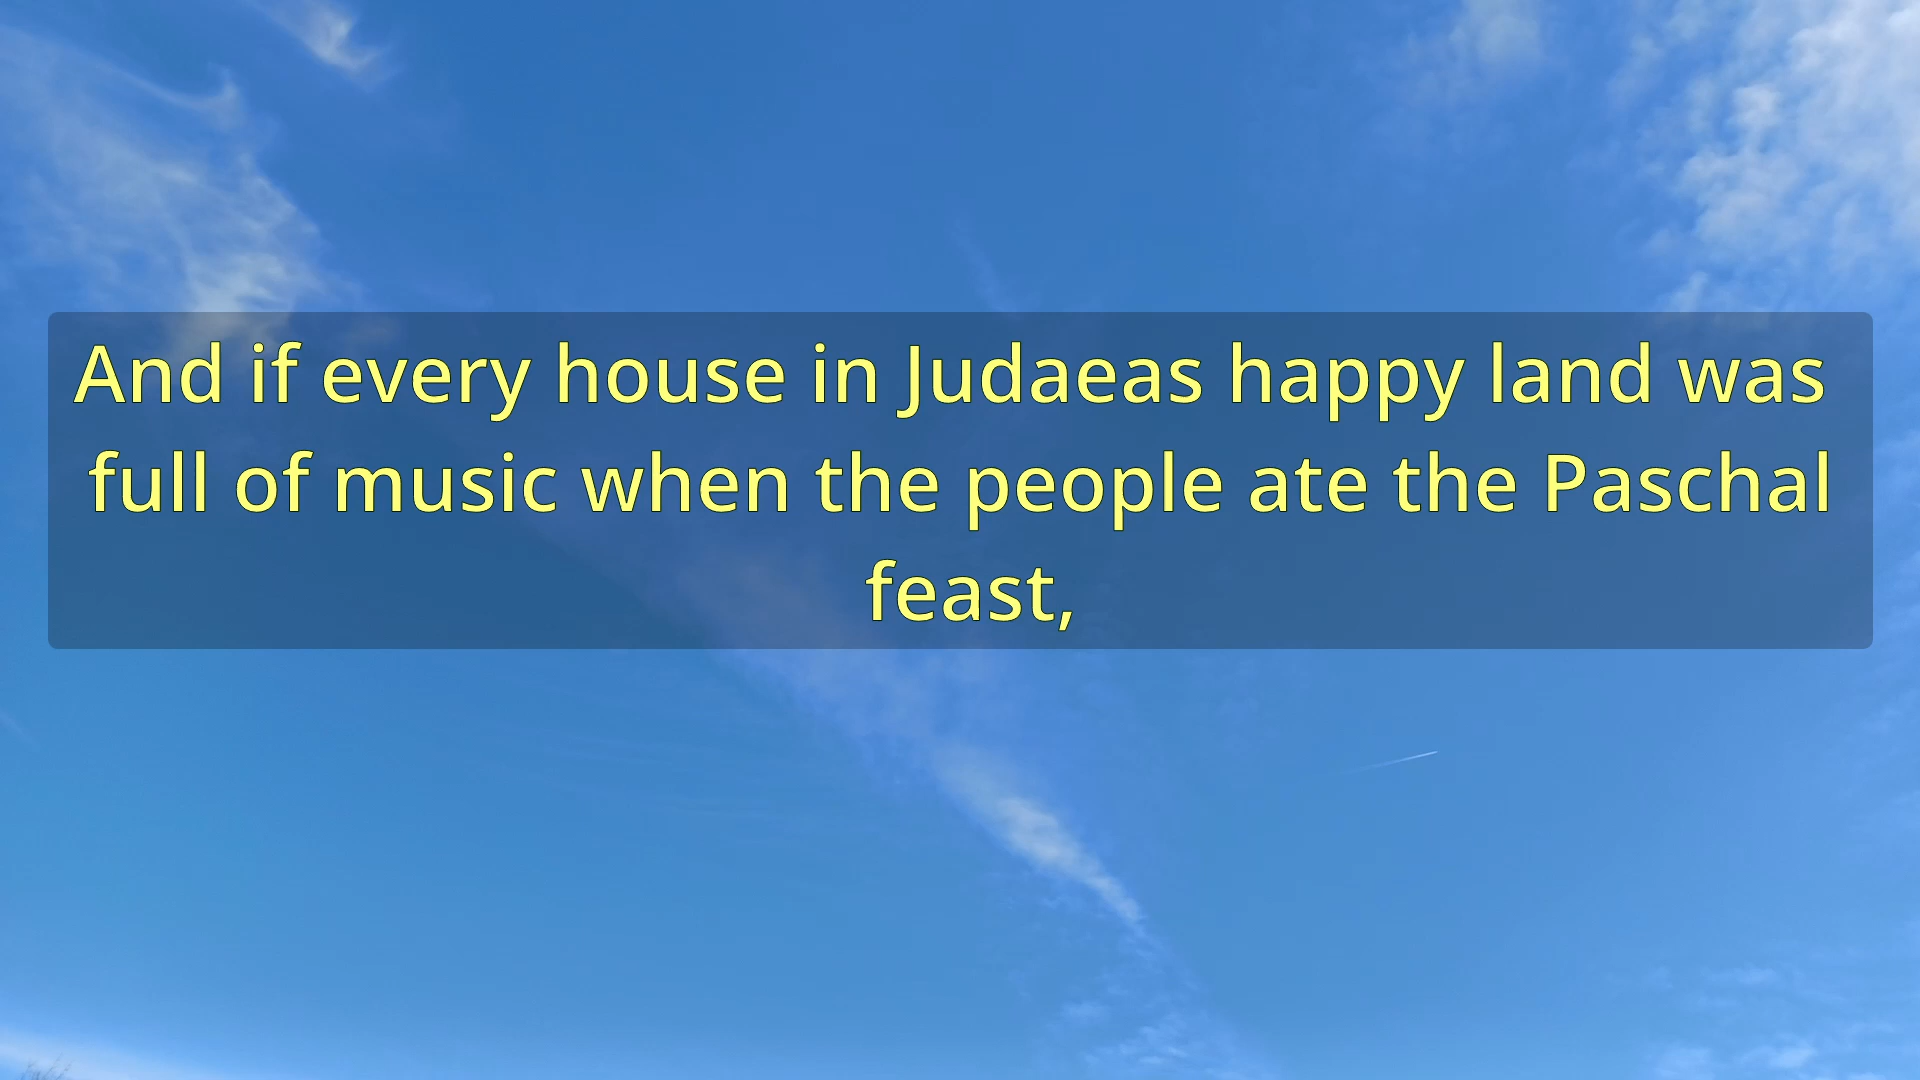 And if every house in Judaeas happy land was
full of music when the people ate the Paschal
feast,